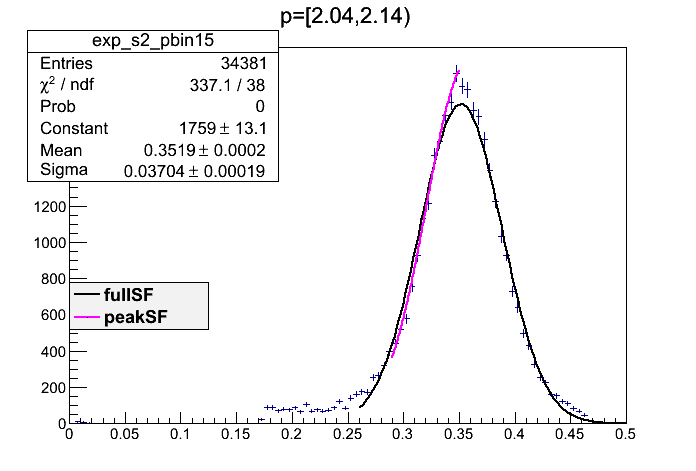 p=[2.04,2.14)
exp_s2_pbin15
Entries 34381
χ² / ndf 337.1 / 38
Prob 0
Constant 1759 ± 13.1
Mean 0.3519 ± 0.0002
Sigma 0.03704 ± 0.00019
1200
1000
800
fullSF
600
peakSF
400
200
0
0 0.05 0.1 0.15 0.2 0.25 0.3 0.35 0.4 0.45 0.5